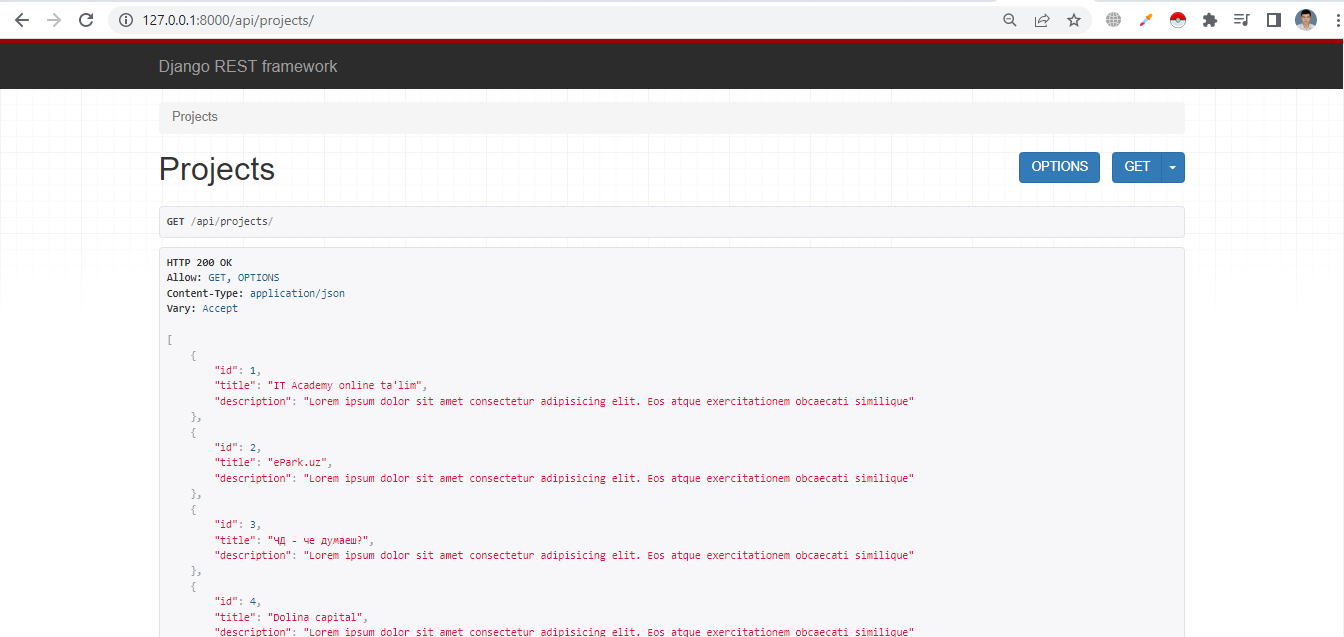 127.0.0.1:8000/api/projects/
Django REST framework
Projects
Projects
OPTIONS
GET
GET /api/projects/
HTTP 200 OK
Allow: GET, OPTIONS
Content-Type: application/json
Vary: Accept
[
{
"id": 1,
"title": "IT Academy online ta'lim",
"description": "Lorem ipsum dolor sit amet consectetur adipisicing elit. Eos atque exercitationem obcaecati similique"
},
{
"id": 2,
"title": "ePark.uz",
"description": "Lorem ipsum dolor sit amet consectetur adipisicing elit. Eos atque exercitationem obcaecati similique"
},
{
"id": 3,
"title": "ЧД - че думаеш?",
"description": "Lorem ipsum dolor sit amet consectetur adipisicing elit. Eos atque exercitationem obcaecati similique"
},
{
"id": 4,
"title": "Dolina capital",
"description": "Lorem ipsum dolor sit amet consectetur adipisicing elit. Eos atque exercitationem obcaecati similique"